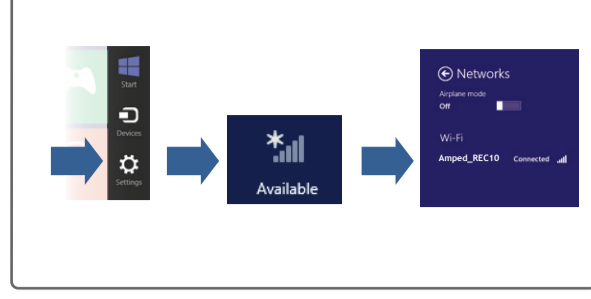 Start
Devices
Settings
Available
Networks
Airplane mode
Off
Wi-Fi
Amped_REC10 Connected